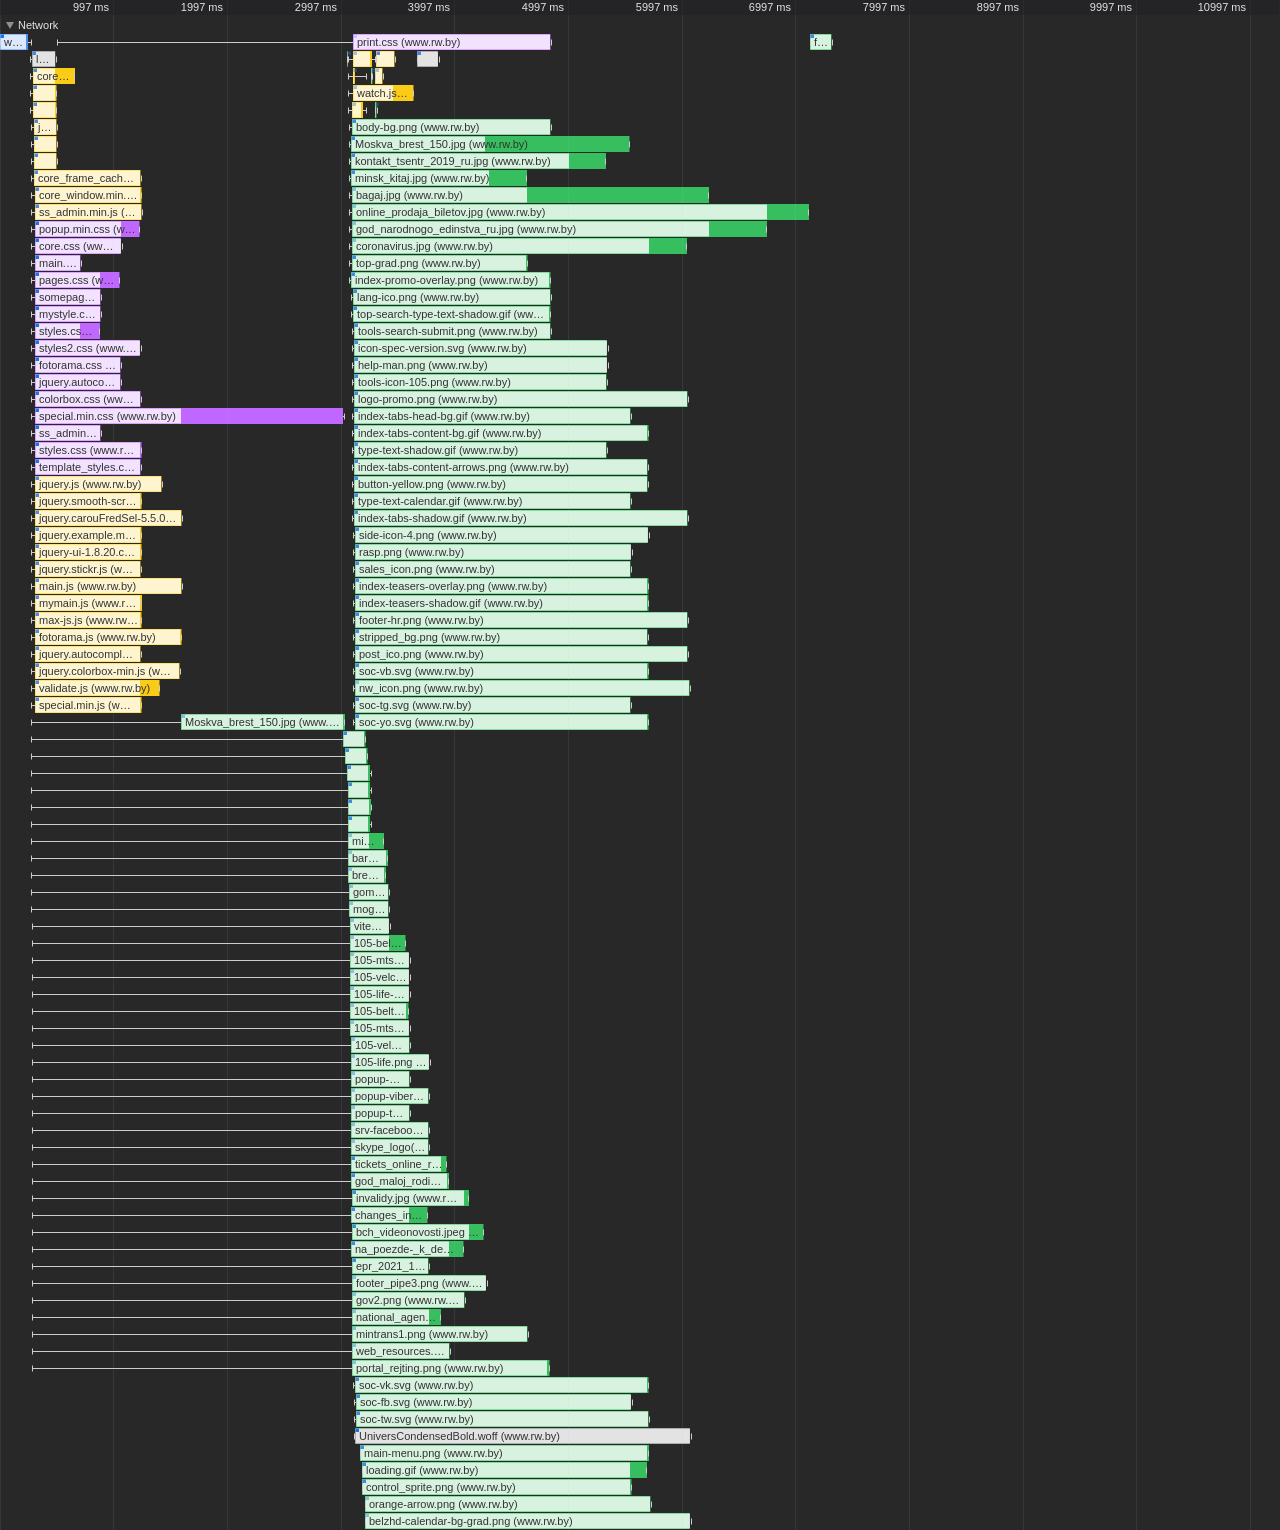 997 ms 1997 ms 2997 ms 3997 ms 4997 ms 5997 ms 6997 ms 7997 ms 8997 ms 9997 ms 10997 ms
Network
w… print.css (www.rw.by) f…
l…
core…
watch.js…
j… body-bg.png (www.rw.by)
Moskva_brest_150.jpg (www.rw.by)
kontakt_tsentr_2019_ru.jpg (www.rw.by)
core_frame_cach… minsk_kitaj.jpg (www.rw.by)
core_window.min.… bagaj.jpg (www.rw.by)
ss_admin.min.js (… online_prodaja_biletov.jpg (www.rw.by)
popup.min.css (w… god_narodnogo_edinstva_ru.jpg (www.rw.by)
core.css (ww… coronavirus.jpg (www.rw.by)
main.… top-grad.png (www.rw.by)
pages.css (w… index-promo-overlay.png (www.rw.by)
somepag… lang-ico.png (www.rw.by)
mystyle.c… top-search-type-text-shadow.gif (ww…
styles.cs… tools-search-submit.png (www.rw.by)
styles2.css (www.… icon-spec-version.svg (www.rw.by)
fotorama.css … help-man.png (www.rw.by)
jquery.autoco… tools-icon-105.png (www.rw.by)
colorbox.css (ww… logo-promo.png (www.rw.by)
special.min.css (www.rw.by) index-tabs-head-bg.gif (www.rw.by)
ss_admin… index-tabs-content-bg.gif (www.rw.by)
styles.css (www.r… type-text-shadow.gif (www.rw.by)
template_styles.c… index-tabs-content-arrows.png (www.rw.by)
jquery.js (www.rw.by) button-yellow.png (www.rw.by)
jquery.smooth-scr… type-text-calendar.gif (www.rw.by)
jquery.carouFredSel-5.5.0… index-tabs-shadow.gif (www.rw.by)
jquery.example.m… side-icon-4.png (www.rw.by)
jquery-ui-1.8.20.c… rasp.png (www.rw.by)
jquery.stickr.js (w… sales_icon.png (www.rw.by)
main.js (www.rw.by) index-teasers-overlay.png (www.rw.by)
mymain.js (www.r… index-teasers-shadow.gif (www.rw.by)
max-js.js (www.rw… footer-hr.png (www.rw.by)
fotorama.js (www.rw.by) stripped_bg.png (www.rw.by)
jquery.autocompl… post_ico.png (www.rw.by)
jquery.colorbox-min.js (w… soc-vb.svg (www.rw.by)
validate.js (www.rw.by) nw_icon.png (www.rw.by)
special.min.js (w… soc-tg.svg (www.rw.by)
Moskva_brest_150.jpg (www.… soc-yo.svg (www.rw.by)
mi…
bar…
bre…
gom…
mog…
vite…
105-bel…
105-mts…
105-velc…
105-life-…
105-belt…
105-mts…
105-vel…
105-life.png …
popup-…
popup-viber…
popup-t…
srv-faceboo…
skype_logo(…
tickets_online_r…
god_maloj_rodi…
invalidy.jpg (www.r…
changes_in…
bch_videonovosti.jpeg …
na_poezde-_k_de…
epr_2021_1…
footer_pipe3.png (www.…
gov2.png (www.rw.…
national_agen…
mintrans1.png (www.rw.by)
web_resources.…
portal_rejting.png (www.rw.by)
soc-vk.svg (www.rw.by)
soc-fb.svg (www.rw.by)
soc-tw.svg (www.rw.by)
UniversCondensedBold.woff (www.rw.by)
main-menu.png (www.rw.by)
loading.gif (www.rw.by)
control_sprite.png (www.rw.by)
orange-arrow.png (www.rw.by)
belzhd-calendar-bg-grad.png (www.rw.by)